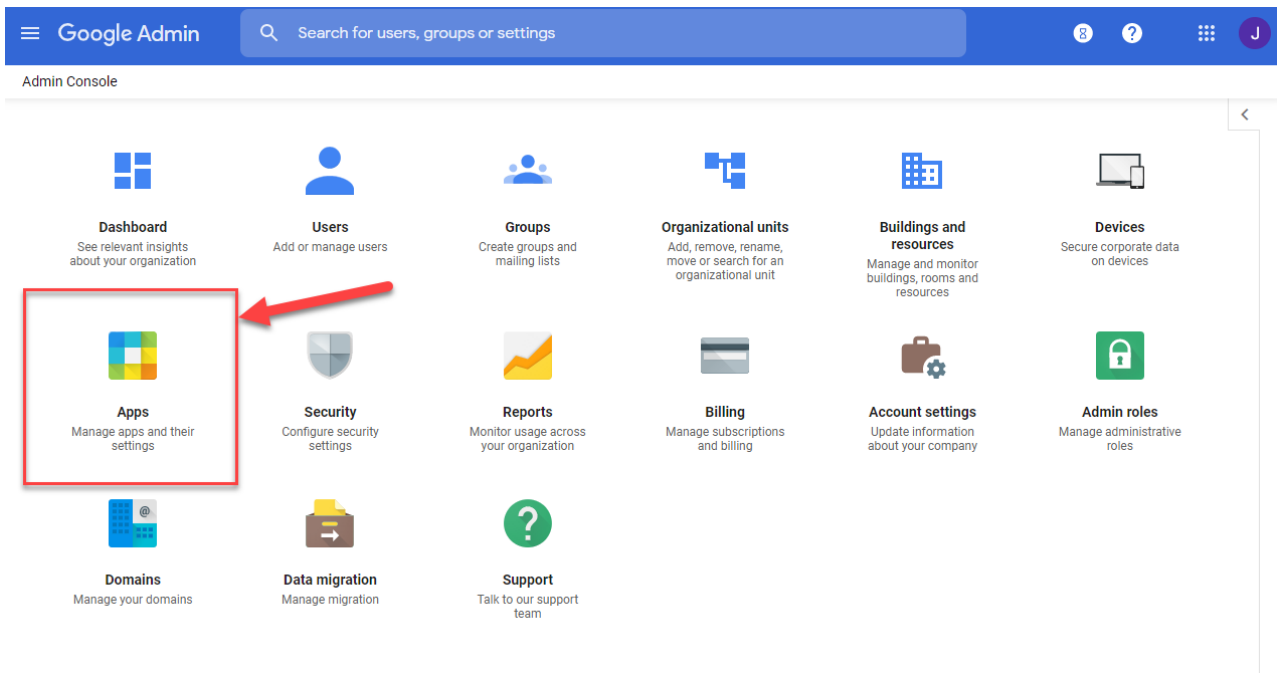 Google Admin
Search for users, groups or settings
8
?
J
Admin Console
Dashboard
See relevant insights
about your organization
Users
Add or manage users
Groups
Create groups and
mailing lists
Organizational units
Add, remove, rename,
move or search for an
organizational unit
Buildings and
resources
Manage and monitor
buildings, rooms and
resources
Devices
Secure corporate data
on devices
Apps
Manage apps and their
settings
Security
Configure security
settings
Reports
Monitor usage across
your organization
Billing
Manage subscriptions
and billing
Account settings
Update information
about your company
Admin roles
Manage administrative
roles
@
Domains
Manage your domains
Data migration
Manage migration
?
Support
Talk to our support
team